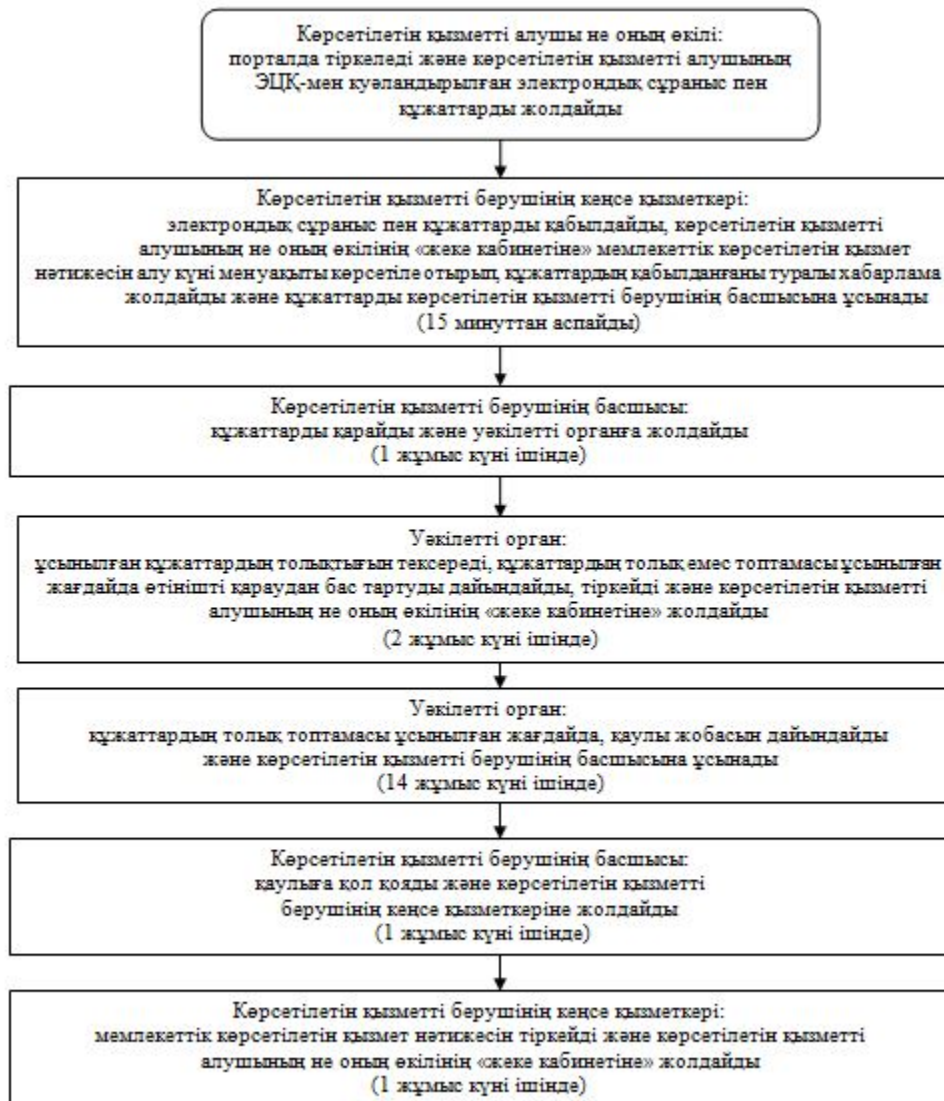 Көрсетілетін қызметті алушы не оның өкілі:
порталда тіркеледі және көрсетілетін қызметті алушының
ЭЦҚ-мен куәландырылған электрондық сұраныс пен
құжаттарды жолдайды
Көрсетілетін қызметті берушінің кеңсе қызметкері:
электрондық сұраныс пен құжаттарды қабылдайды, көрсетілетін қызметті
алушының не оның өкілінің «жеке кабинетіне» мемлекеттік көрсетілетін қызмет
нәтижесін алу күні мен уақыты көрсетіле отырып, құжаттардың қабылданғаны туралы хабарлама
жолдайды және құжаттарды көрсетілетін қызметті берушінің басшысына ұсынады
(15 минуттан аспайды)
Көрсетілетін қызметті берушінің басшысы:
құжаттарды қарайды және уәкілетті органға жолдайды
(1 жұмыс күні ішінде)
Уәкілетті орган:
ұсынылған құжаттардың толықтығын тексереді, құжаттардың толық емес топтамасы ұсынылған
жағдайда өтінішті қараудан бас тартуды дайындайды, тіркейді және көрсетілетін қызметті
алушының не оның өкілінің «жеке кабинетіне» жолдайды
(2 жұмыс күні ішінде)
Уәкілетті орган:
құжаттардың толық топтамасы ұсынылған жағдайда, қаулы жобасын дайындайды
және көрсетілетін қызметті берушінің басшысына ұсынады
(14 жұмыс күні ішінде)
Көрсетілетін қызметті берушінің басшысы:
қаулыға қол қояды және көрсетілетін қызметті
берушінің кеңсе қызметкеріне жолдайды
(1 жұмыс күні ішінде)
Көрсетілетін қызметті берушінің кеңсе қызметкері:
мемлекеттік көрсетілетін қызмет нәтижесін тіркейді және көрсетілетін қызметті
алушының не оның өкілінің «жеке кабинетіне» жолдайды
(1 жұмыс күні ішінде)